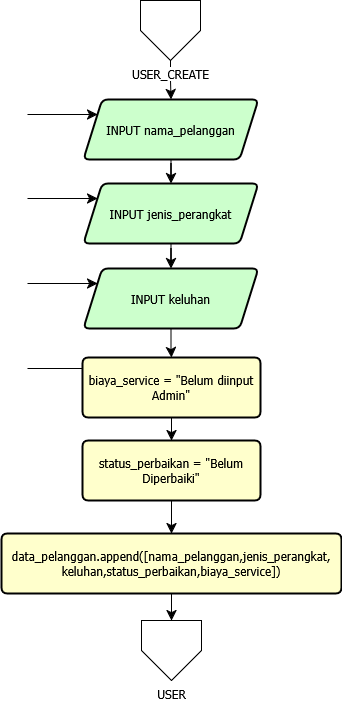 USER_CREATE
INPUT nama_pelanggan
INPUT jenis_perangkat
INPUT keluhan
biaya_service = "Belum diinput
Admin"
status_perbaikan = "Belum
Diperbaiki"
data_pelanggan.append([nama_pelanggan,jenis_perangkat,
keluhan,status_perbaikan,biaya_service])
USER